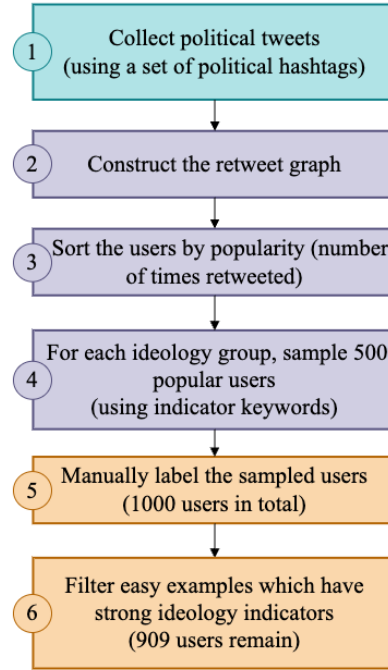 1
Collect political tweets
(using a set of political hashtags)
2
Construct the retweet graph
3
Sort the users by popularity (number
of times retweeted)
4
For each ideology group, sample 500
popular users
(using indicator keywords)
5
Manually label the sampled users
(1000 users in total)
6
Filter easy examples which have
strong ideology indicators
(909 users remain)